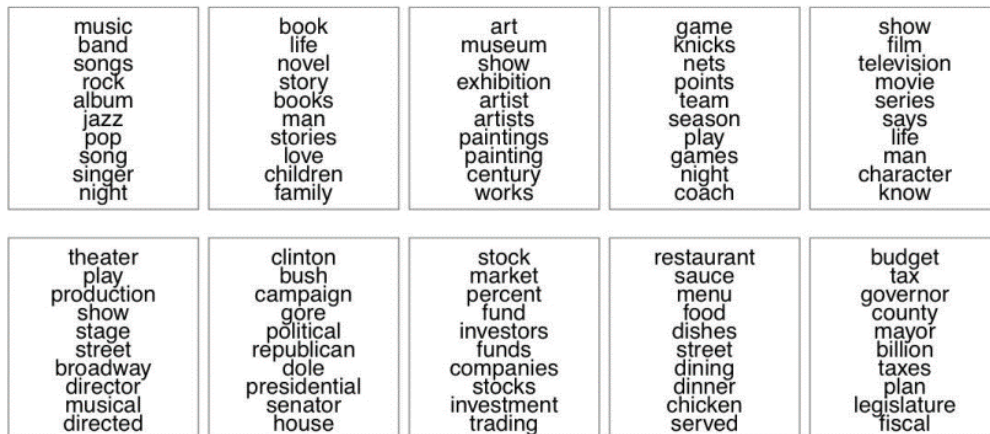 music
band
songs
rock
album
jazz
pop
song
singer
night
book
life
novel
story
books
man
stories
love
children
family
art
museum
show
exhibition
artist
artists
paintings
painting
century
works
game
knicks
nets
points
team
season
play
games
night
coach
show
film
television
movie
series
says
life
man
character
know
theater
play
production
show
stage
street
broadway
director
musical
directed
clinton
bush
campaign
gore
political
republican
dole
presidential
senator
house
stock
market
percent
fund
investors
funds
companies
stocks
investment
trading
restaurant
sauce
menu
food
dishes
street
dining
dinner
chicken
served
budget
tax
governor
county
mayor
billion
taxes
plan
legislature
fiscal